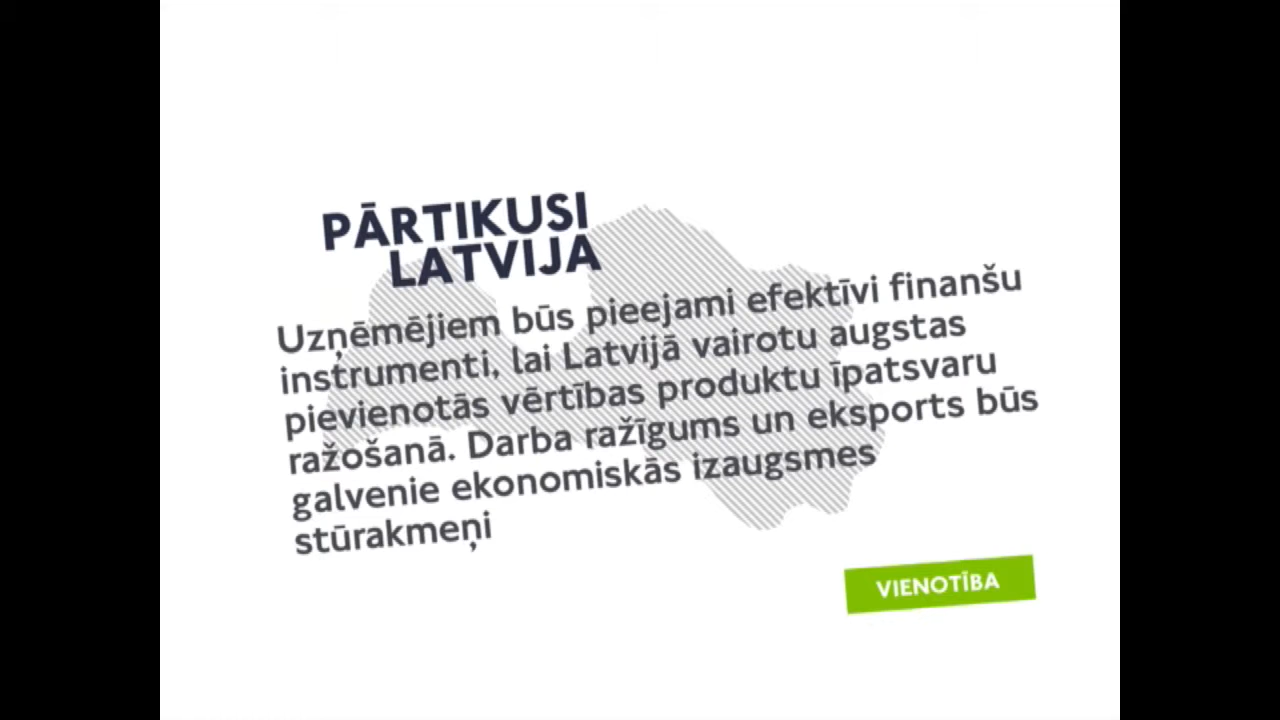 PĀRTIKUSI
LATVIJA
Uzņēmējiem būs pieejami efektīvi finanšu
instrumenti, lai Latvijā vairotu augstas
pievienotās vērtības produktu īpatsvaru
ražošanā. Darba ražīgums un eksports būs
galvenie ekonomiskās izaugsmes
stūrakmeņi
VIENOTĪBA